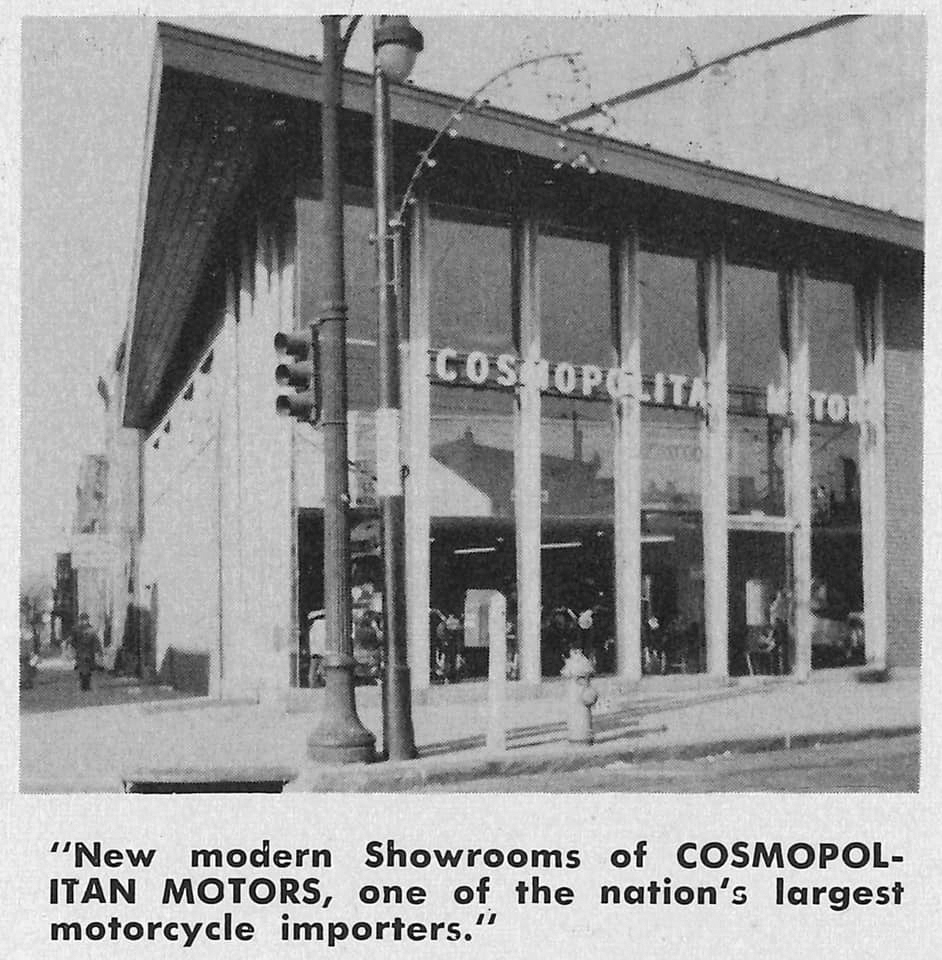 COSMOPOLITAN MOTORS
“New modern Showrooms of COSMOPOL-
ITAN MOTORS, one of the nation's largest
motorcycle importers.”